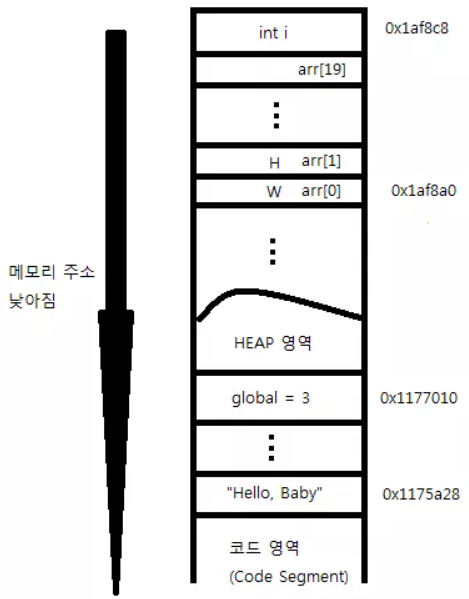 int i
0x1af8c8
arr[19]
H arr[1]
W arr[0]
0x1af8a0
메모리 주소
낮아짐
HEAP 영역
global = 3
0x1177010
"Hello, Baby"
0x1175a28
코드 영역
(Code Segment)